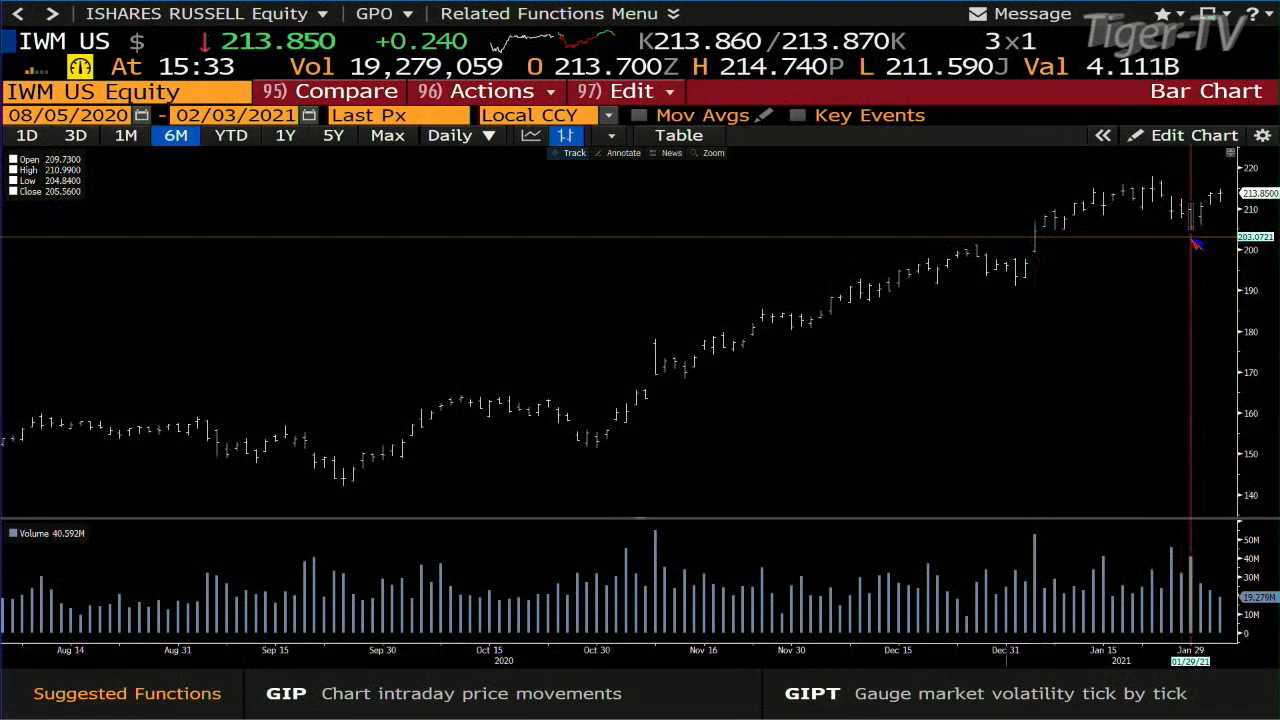 ISHARES RUSSELL Equity GPO Related Functions Menu Message ?
Tiger-TV
IWM US $ 213.850 +0.240 K213.860/213.870K 3x1
At 15:33 Vol 19,279,059 O 213.700Z H 214.740P L 211.590J Val 4.111B
IWM US Equity 95) Compare 96) Actions 97) Edit Bar Chart
08/05/2020 - 02/03/2021 Last Px Local CCY Mov Avgs Key Events
1D 3D 1M 6M YTD 1Y 5Y Max Daily Table Edit Chart
Track Annotate News Zoom
Open 209.7300
High 210.9900
Low 204.8400
Close 205.5600
220
213.8500
210
203.0721
200
190
180
170
160
150
140
Volume 40.592M
50M
40M
30M
19.279M
10M
0
Aug 14 Aug 31 Sep 15 Sep 30 Oct 15 Oct 30 Nov 16 Nov 30 Dec 15 Dec 31 Jan 15 Jan 29
2020 2021 01/29/21
Suggested Functions GIP Chart intraday price movements GIPT Gauge market volatility tick by tick